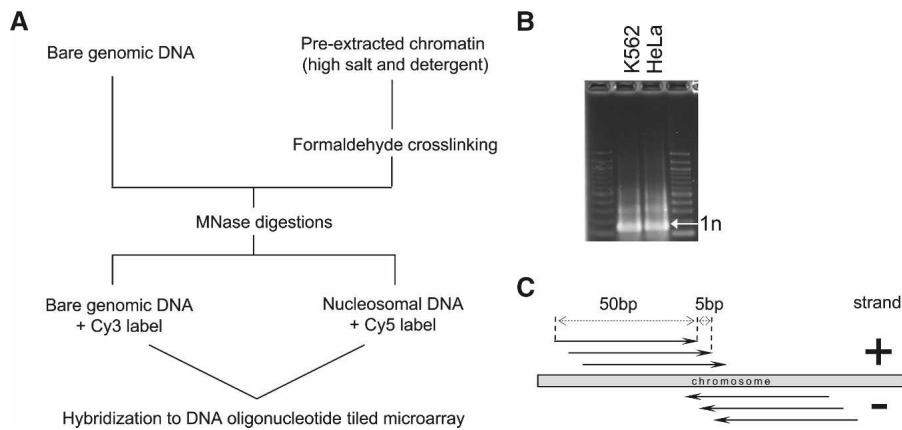 A
Bare genomic DNA
Pre-extracted chromatin
(high salt and detergent)
Formaldehyde crosslinking
MNase digestions
Bare genomic DNA
+ Cy3 label
Nucleosomal DNA
+ Cy5 label
Hybridization to DNA oligonucleotide tiled microarray
B
K562
HeLa
1n
C
50bp
5bp
strand
+
chromosome
-